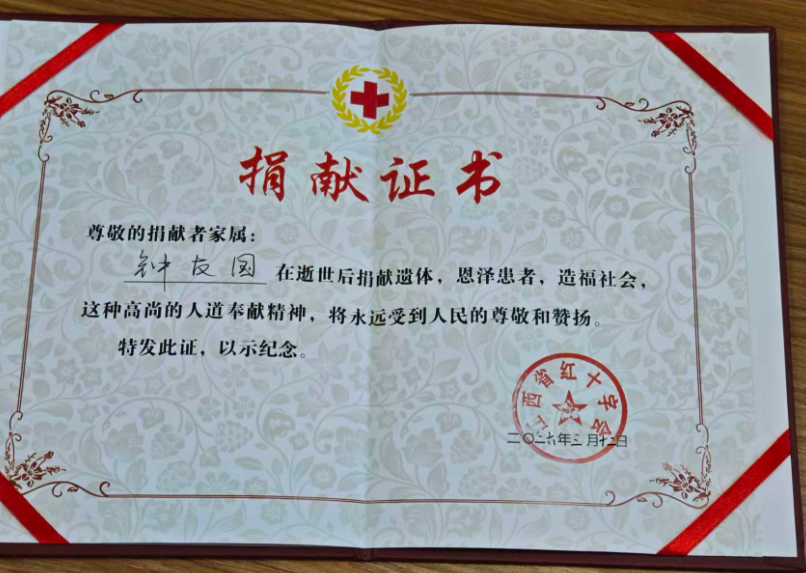 捐献证书
尊敬的捐献者家属：
钟友国 在逝世后捐献遗体，恩泽患者，造福社会，
这种高尚的人道奉献精神，将永远受到人民的尊敬和赞扬。
特发此证，以示纪念。
江西省红十字会
二〇二六年三月十二日